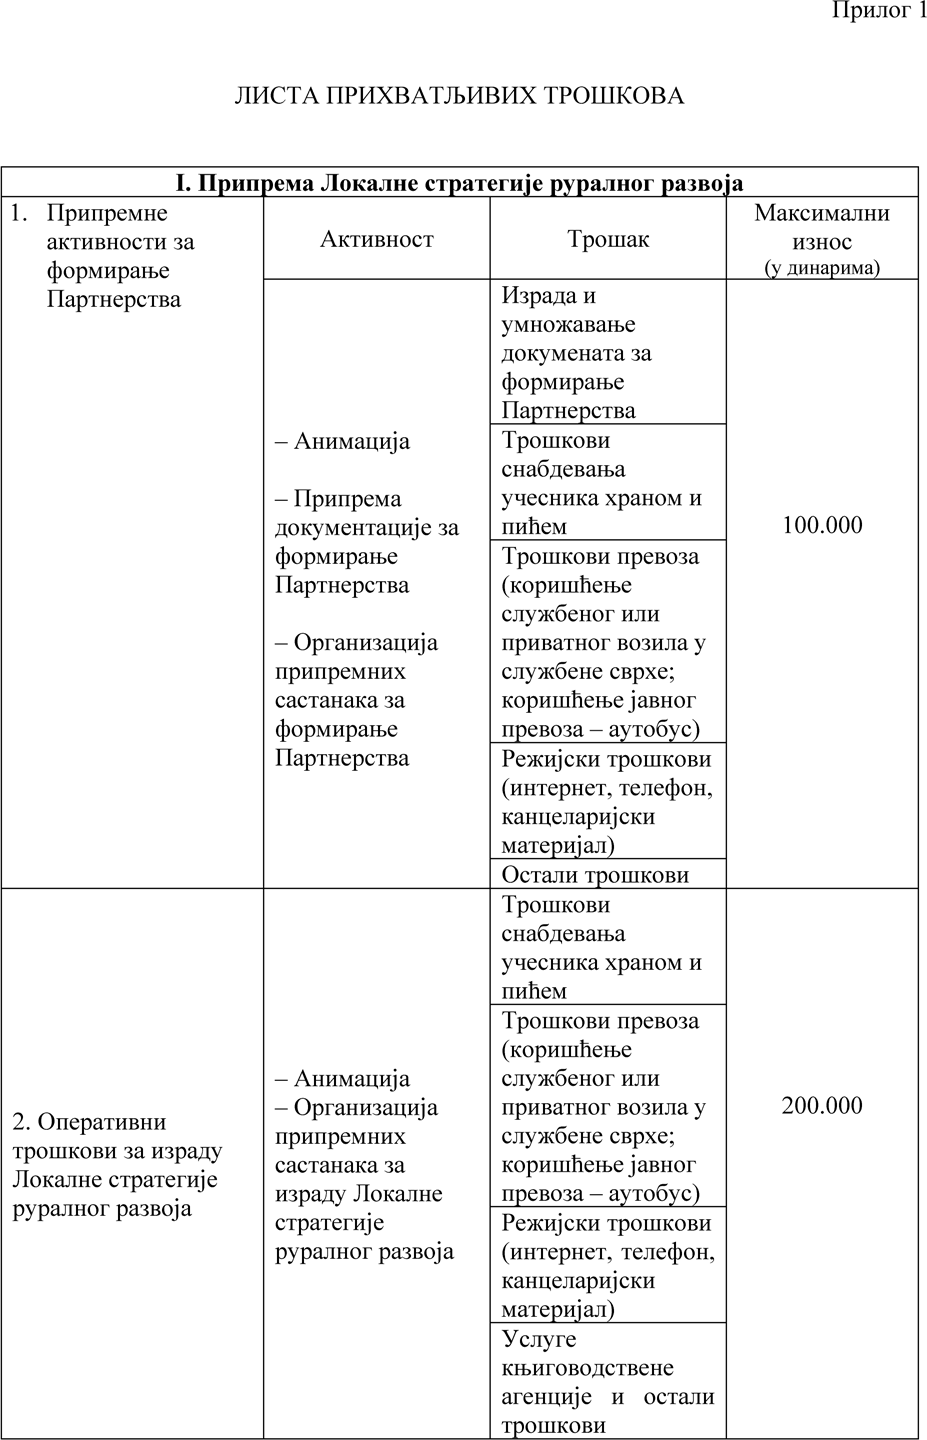 Прилог 1
ЛИСТА ПРИХВАТЉИВИХ ТРОШКОВА
I. Припрема Локалне стратегије руралног развоја
1. Припремне
активности за
формирање
Партнерства
Активност
Трошак
Максимални
износ
(у динарима)
– Анимација
– Припрема
документације за
формирање
Партнерства
– Организација
припремних
састанака за
формирање
Партнерства
Израда и
умножавање
докумената за
формирање
Партнерства
Трошкови
снабдевања
учесника храном и
пићем
Трошкови превоза
(коришћење
службеног или
приватног возила у
службене сврхе;
коришћење јавног
превоза – аутобус)
Режијски трошкови
(интернет, телефон,
канцеларијски
материјал)
Остали трошкови
100.000
2. Оперативни
трошкови за израду
Локалне стратегије
руралног развоја
– Анимација
– Организација
припремних
састанака за
израду Локалне
стратегије
руралног развоја
Трошкови
снабдевања
учесника храном и
пићем
Трошкови превоза
(коришћење
службеног или
приватног возила у
службене сврхе;
коришћење јавног
превоза – аутобус)
Режијски трошкови
(интернет, телефон,
канцеларијски
материјал)
Услуге
књиговодствене
агенције и остали
трошкови
200.000